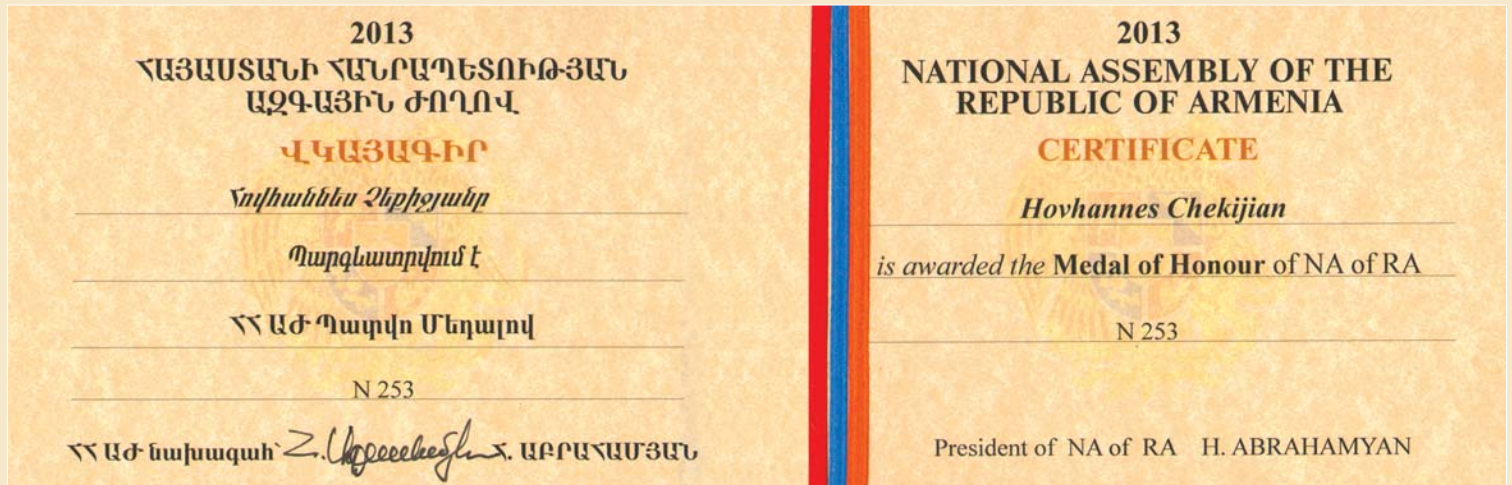 2013
ՀԱՅԱՍՏԱՆԻ ՀԱՆՐԱՊԵՏՈՒԹՅԱՆ
ԱԶԳԱՅԻՆ ԺՈՂՈՎ
ՎԿԱՅԱԳԻՐ
Հովհաննես Չեքիջյանը
Պարգևատրվում է
ՀՀ ԱԺ Պատվո Մեդալով
N 253
ՀՀ ԱԺ նախագահ՝ Հ. ԱԲՐԱՀԱՄՅԱՆ
2013
NATIONAL ASSEMBLY OF THE
REPUBLIC OF ARMENIA
CERTIFICATE
Hovhannes Chekijian
is awarded the Medal of Honour of NA of RA
N 253
President of NA of RA H. ABRAHAMYAN